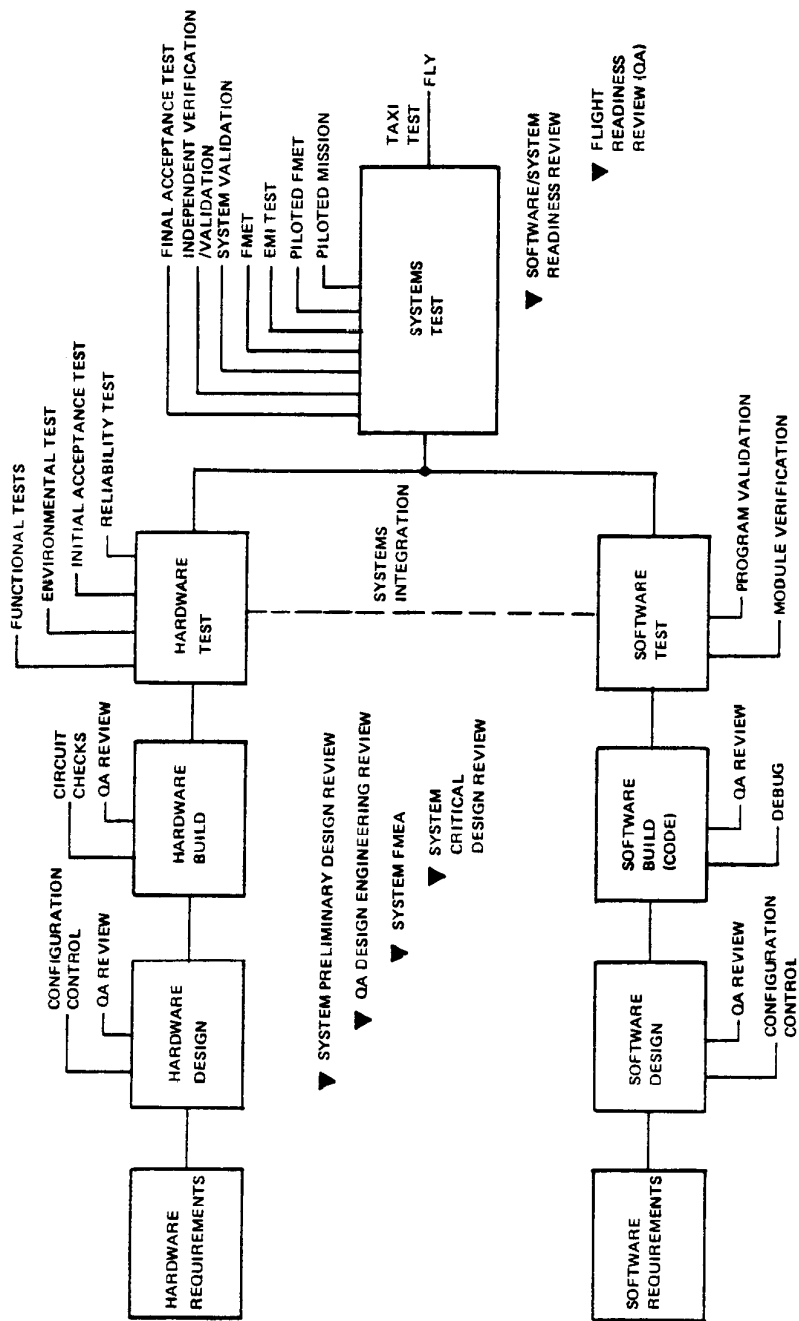 FUNCTIONAL TESTS
ENVIRONMENTAL TEST
INITIAL ACCEPTANCE TEST
RELIABILITY TEST
CONFIGURATION
CONTROL
QA REVIEW
CIRCUIT
CHECKS
QA REVIEW
HARDWARE
REQUIREMENTS
HARDWARE
DESIGN
HARDWARE
BUILD
HARDWARE
TEST
FINAL ACCEPTANCE TEST
INDEPENDENT VERIFICATION
/VALIDATION
SYSTEM VALIDATION
FMET
EMI TEST
PILOTED FMET
PILOTED MISSION
SYSTEM PRELIMINARY DESIGN REVIEW
QA DESIGN ENGINEERING REVIEW
SYSTEM FMEA
SYSTEM
CRITICAL
DESIGN REVIEW
SYSTEMS
INTEGRATION
SYSTEMS
TEST
TAXI
TEST
FLY
SOFTWARE/SYSTEM
READINESS REVIEW
FLIGHT
READINESS
REVIEW (QA)
SOFTWARE
REQUIREMENTS
SOFTWARE
DESIGN
SOFTWARE
BUILD
(CODE)
SOFTWARE
TEST
QA REVIEW
CONFIGURATION
CONTROL
QA REVIEW
DEBUG
PROGRAM VALIDATION
MODULE VERIFICATION